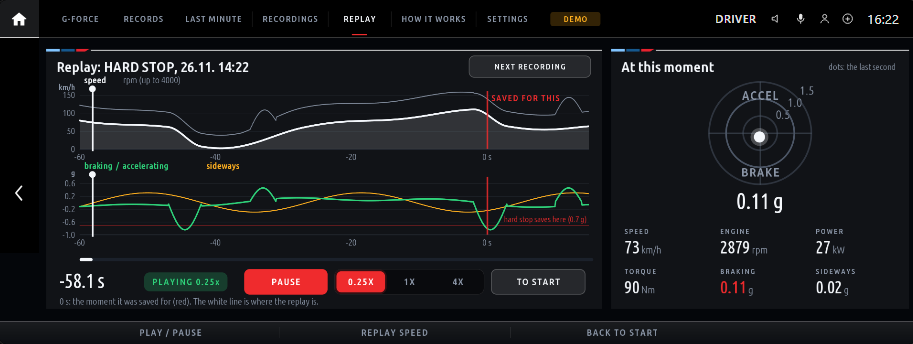 G-FORCE RECORDS LAST MINUTE RECORDINGS REPLAY HOW IT WORKS SETTINGS DEMO DRIVER 16:22
Replay: HARD STOP, 26.11. 14:22
NEXT RECORDING
speed rpm (up to 4000)
km/h
150
100
50
0
SAVED FOR THIS
-60 -40 -20 0 s
braking / accelerating sideways
g
0.6
0.2
-0.2
-0.6
-1.0
hard stop saves here (0.7 g)
-60 -40 -20 0 s
-58.1 s PLAYING 0.25x PAUSE 0.25X 1X 4X TO START
0 s: the moment it was saved for (red). The white line is where the replay is.
At this moment dots: the last second
ACCEL
1.5
1.0
0.5
BRAKE
0.11 g
SPEED ENGINE POWER
73 km/h 2879 rpm 27 kW
TORQUE BRAKING SIDEWAYS
90 Nm 0.11 g 0.02 g
PLAY / PAUSE REPLAY SPEED BACK TO START